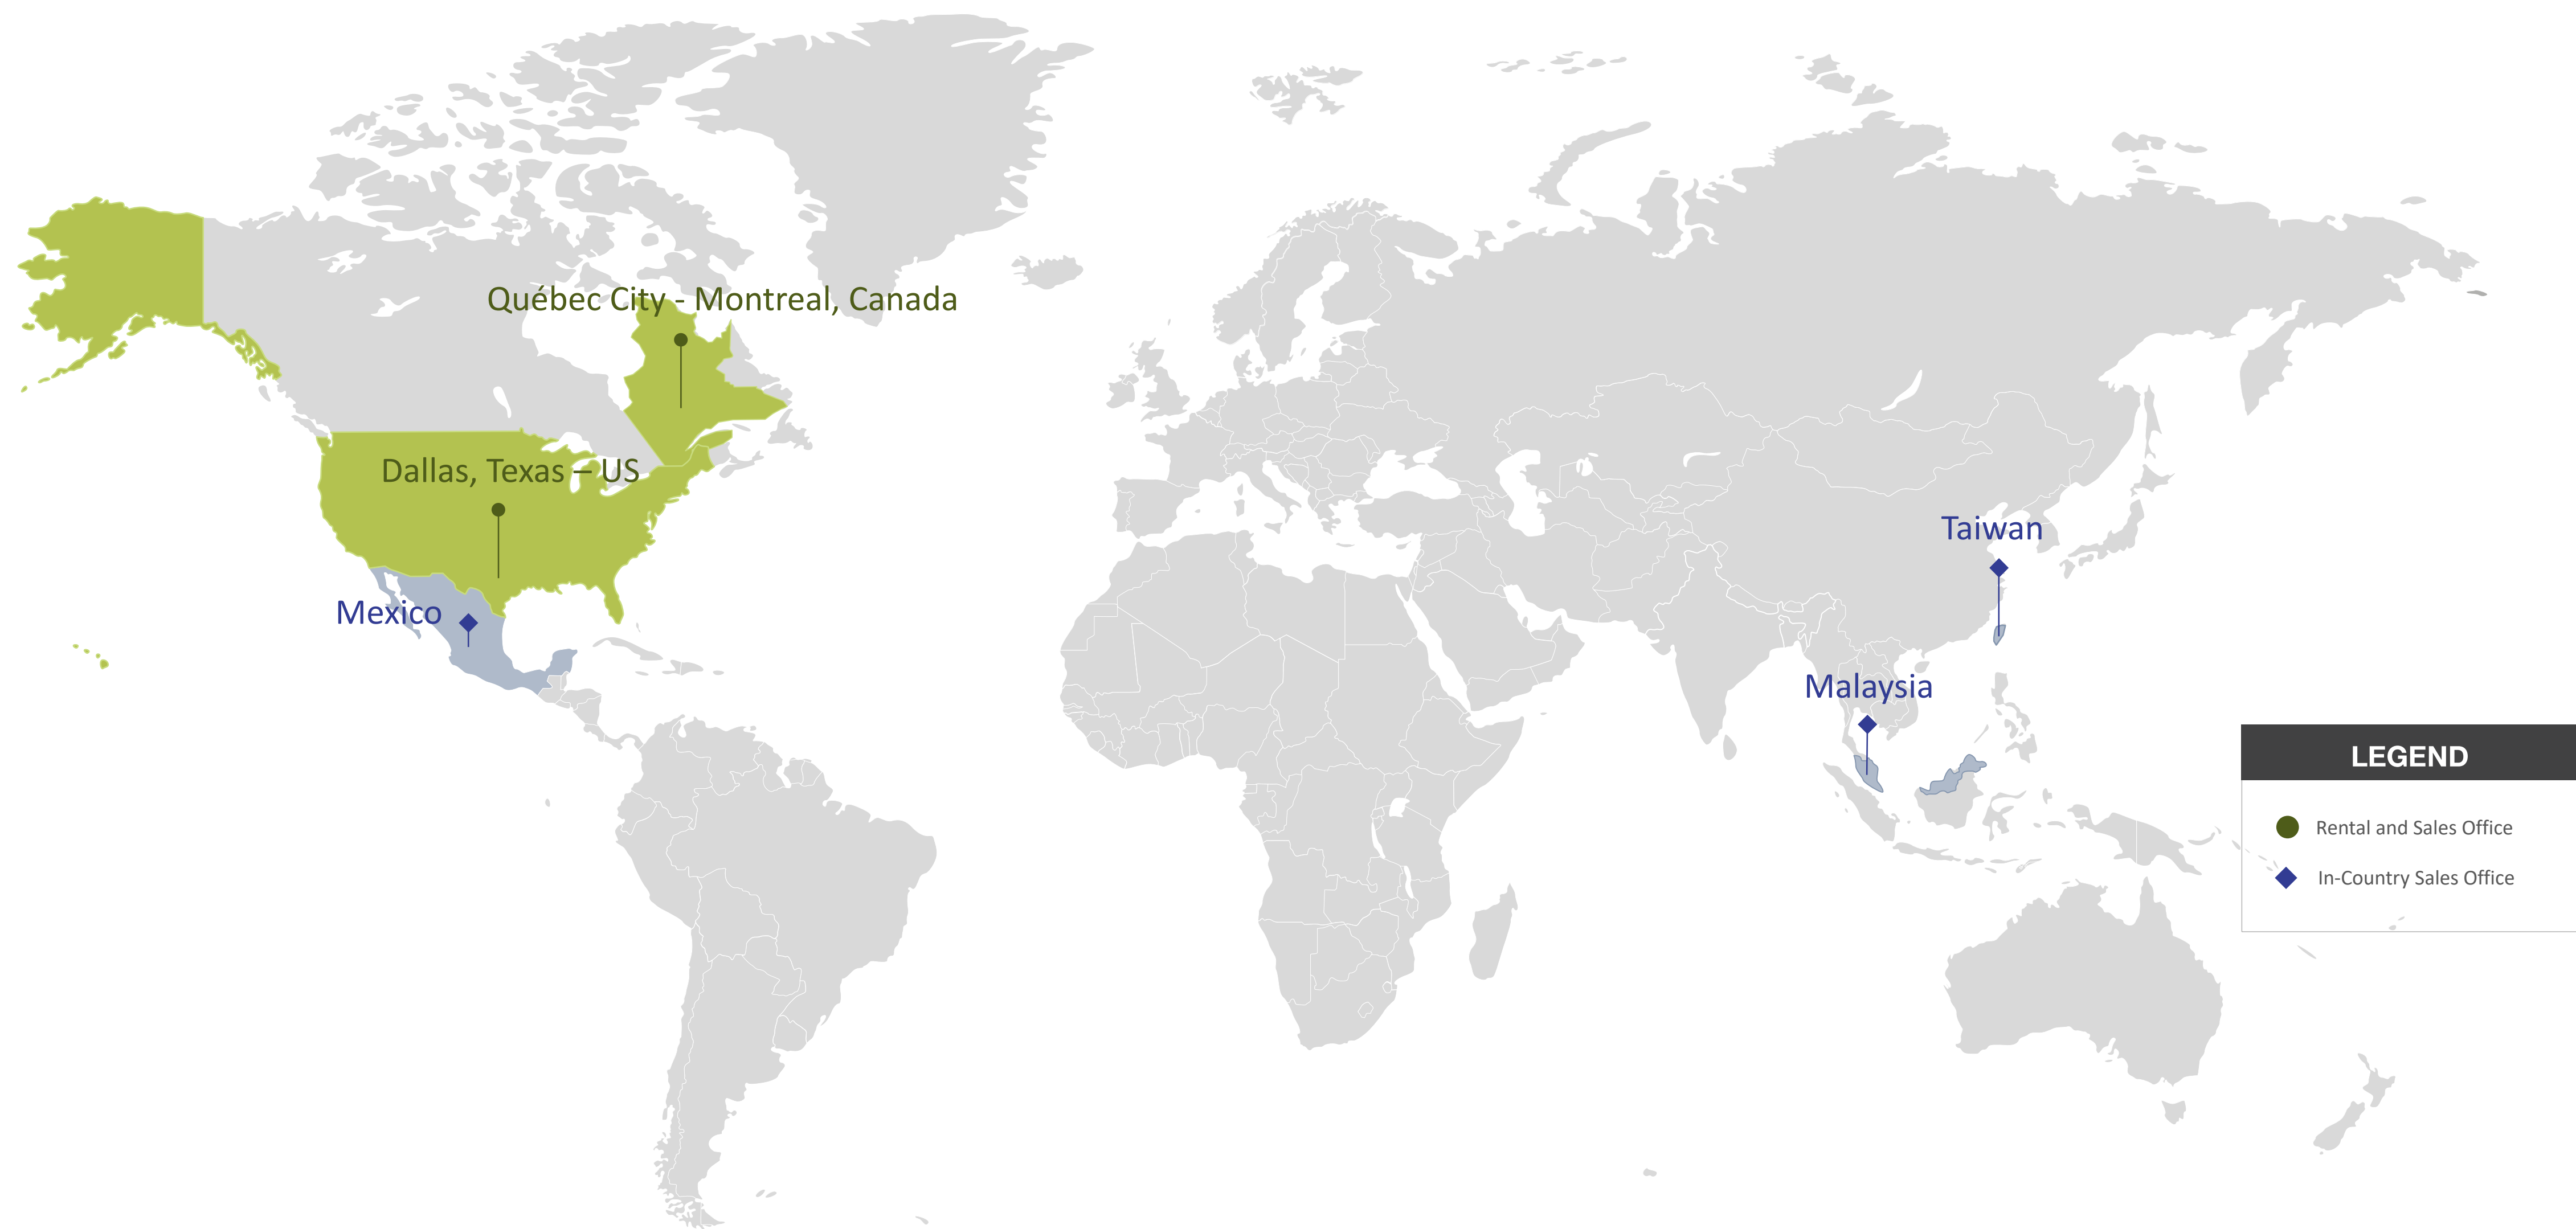 Québec City - Montreal, Canada
Dallas, Texas – US
Taiwan
Mexico
Malaysia
LEGEND
Rental and Sales Office
In-Country Sales Office